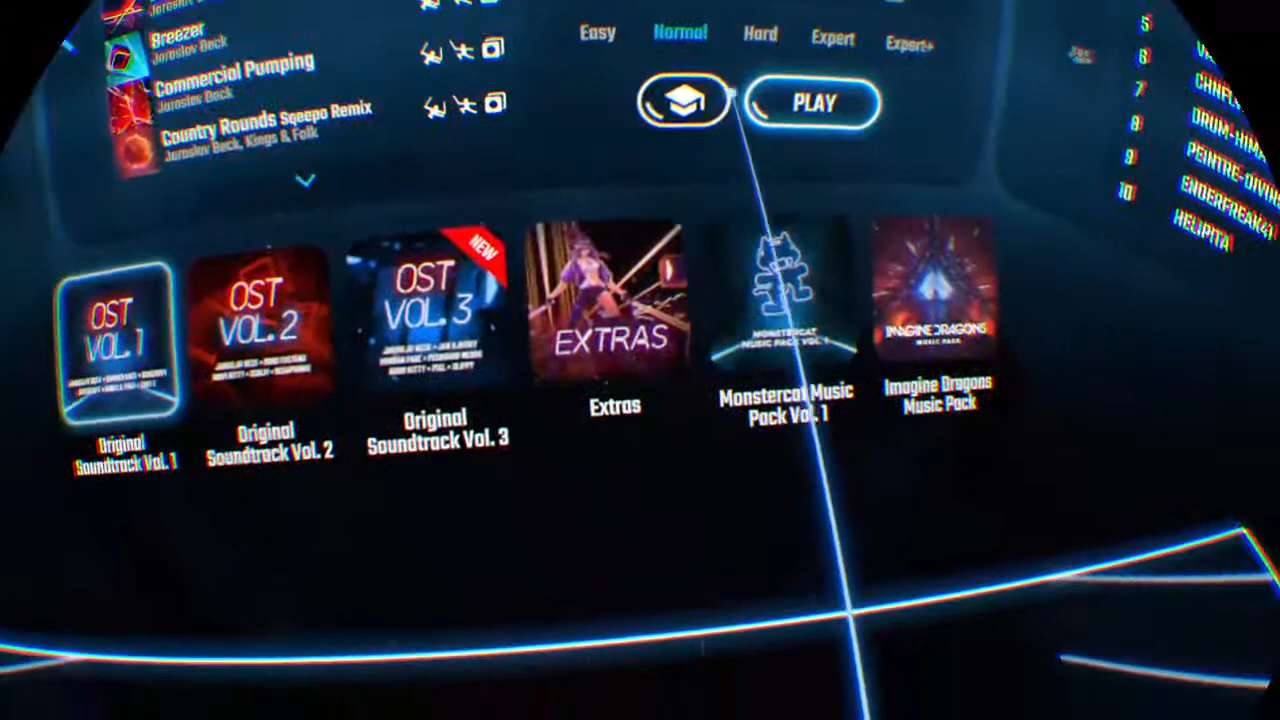 Breezer
Jaroslav Beck
Commercial Pumping
Jaroslav Beck
Country Rounds Sqeepo Remix
Jaroslav Beck, Kings & Folk
Easy Normal Hard Expert Expert+
PLAY
5
6
7
8
9
10
DRUM-HIMA
PEINTRE-DIVIN
ENDERFREAK41
HELIPITA
OST
VOL. 1
OST
VOL. 2
NEW
OST
VOL. 3
EXTRAS
MONSTERCAT
MUSIC PACK VOL. 1
IMAGINE DRAGONS
MUSIC PACK
Original
Soundtrack Vol. 1
Original
Soundtrack Vol. 2
Original
Soundtrack Vol. 3
Extras
Monstercat Music
Pack Vol. 1
Imagine Dragons
Music Pack